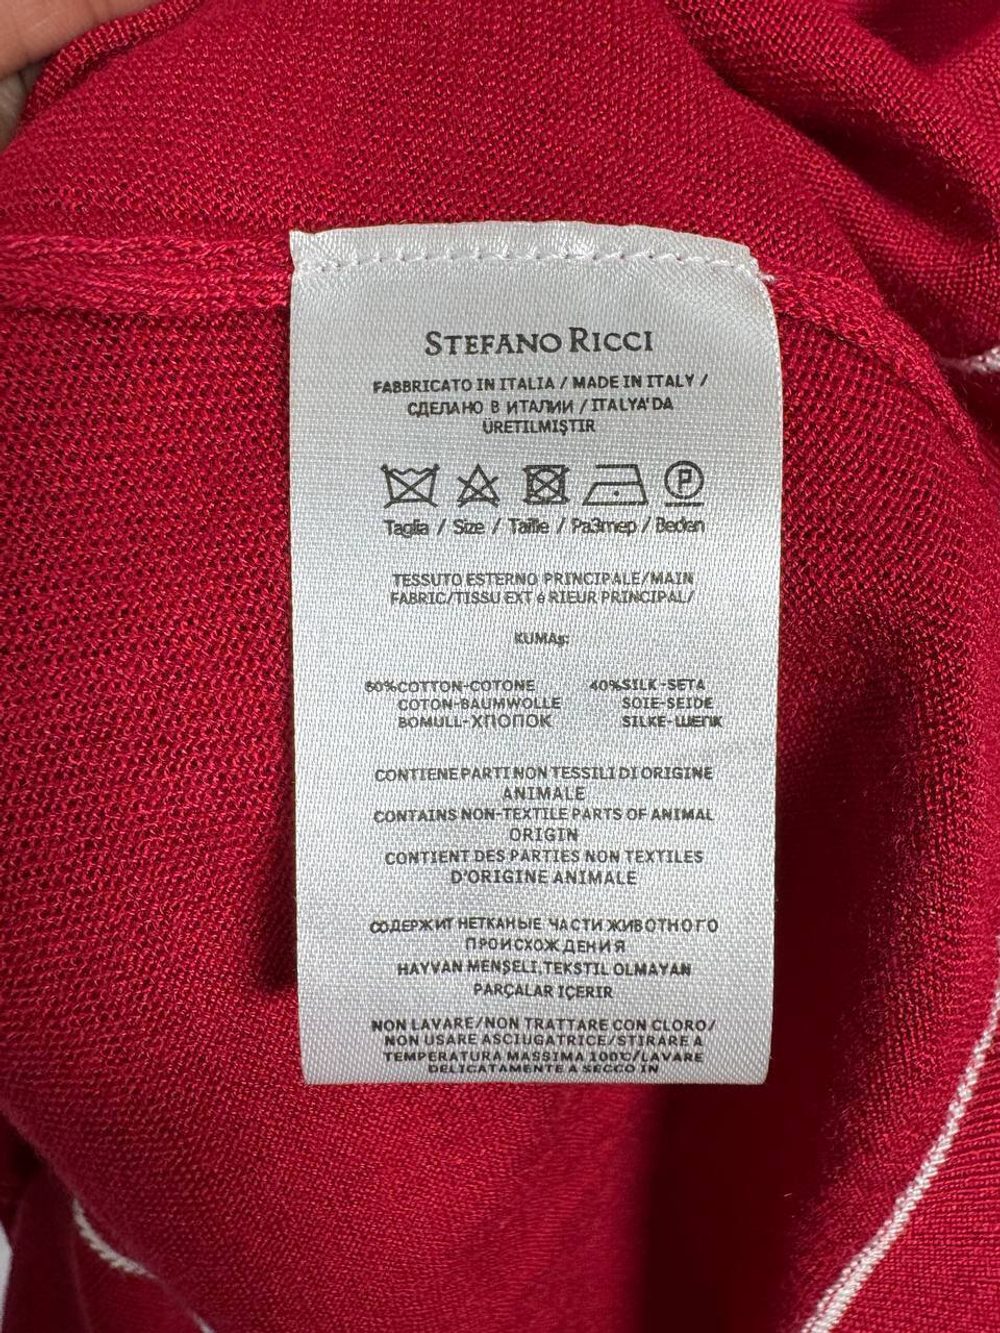 STEFANO RICCI
FABBRICATO IN ITALIA / MADE IN ITALY /
СДЕЛАНО В ИТАЛИИ / ITALYA'DA
ÜRETILMIŞTIR
P
Taglia / Size / Taille / Pa3mep / Beden
TESSUTO ESTERNO PRINCIPALE/MAIN
FABRIC/TISSU EXT é RIEUR PRINCIPAL/
KUMAş:
60%COTTON-COTONE 40%SILK-SETA
COTON-BAUMWOLLE SOIE-SEIDE
BOMULL-ХПОПОК SILKE-ШЕПК
CONTIENE PARTI NON TESSILI DI ORIGINE
ANIMALE
CONTAINS NON-TEXTILE PARTS OF ANIMAL
ORIGIN
CONTIENT DES PARTIES NON TEXTILES
D'ORIGINE ANIMALE
СОДЕРЖИТ НЕТКАНЫЕ ЧАСТИ ЖИВОТНОГО
ПРОИСХОЖДЕНИЯ
HAYVAN MENŞELI,TEKSTIL OLMAYAN
PARÇALAR IÇERIR
NON LAVARE/NON TRATTARE CON CLORO/
NON USARE ASCIUGATRICE/STIRARE A
TEMPERATURA MASSIMA 100℃/LAVARE
DELICATAMENTE A SECCO IN